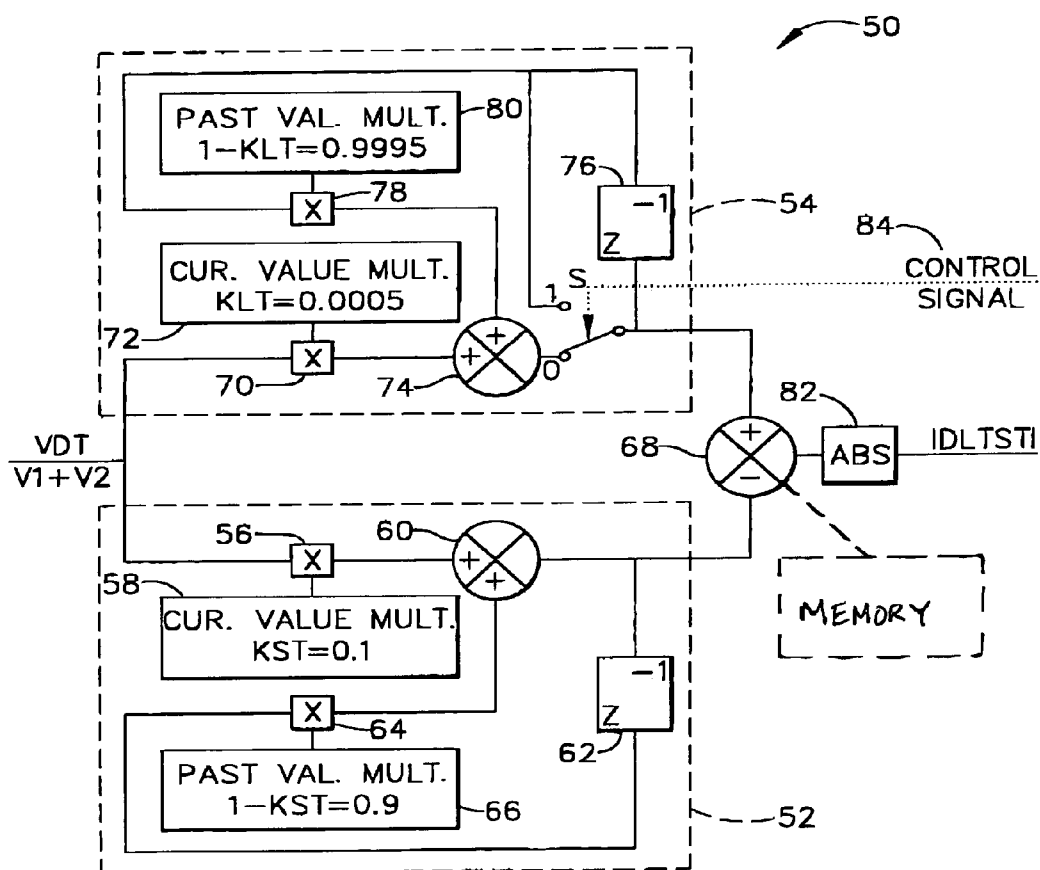 50
PAST VAL. MULT.
1-KLT=0.9995
80
X
78
76
-1
Z
54
84
CONTROL
SIGNAL
CUR. VALUE MULT.
KLT=0.0005
72
X
70
+
+
74
S
1
0
VDT
V1+V2
68
+
-
82
ABS
IDLTSTI
56
X
60
+
+
58
CUR. VALUE MULT.
KST=0.1
MEMORY
X
64
-1
Z
62
PAST VAL. MULT.
1-KST=0.9
66
52